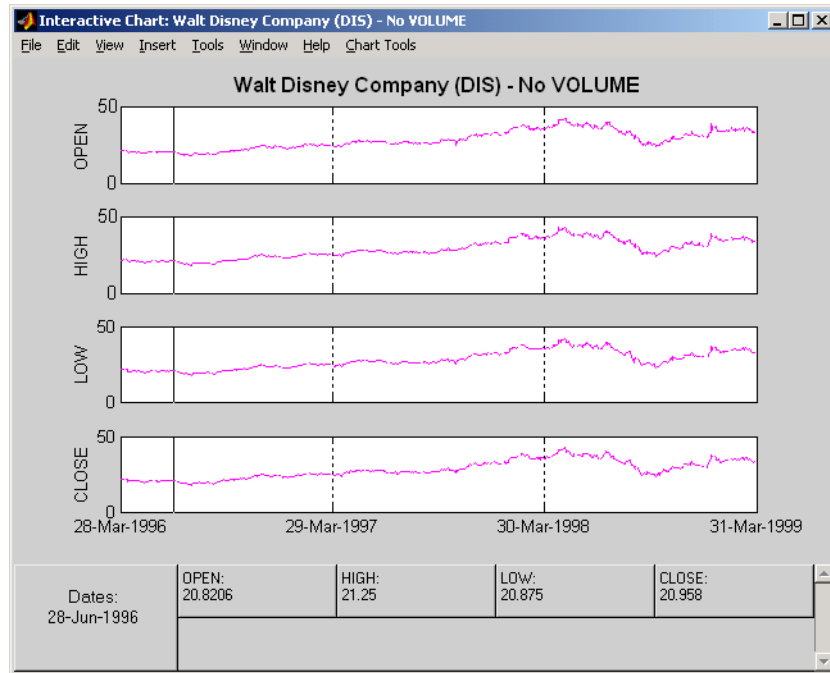 Interactive Chart: Walt Disney Company (DIS) - No VOLUME
File Edit View Insert Tools Window Help Chart Tools
Walt Disney Company (DIS) - No VOLUME
50
OPEN
0
50
HIGH
0
50
LOW
0
50
CLOSE
0
28-Mar-1996 29-Mar-1997 30-Mar-1998 31-Mar-1999
Dates:
28-Jun-1996
OPEN:
20.8206
HIGH:
21.25
LOW:
20.875
CLOSE:
20.958